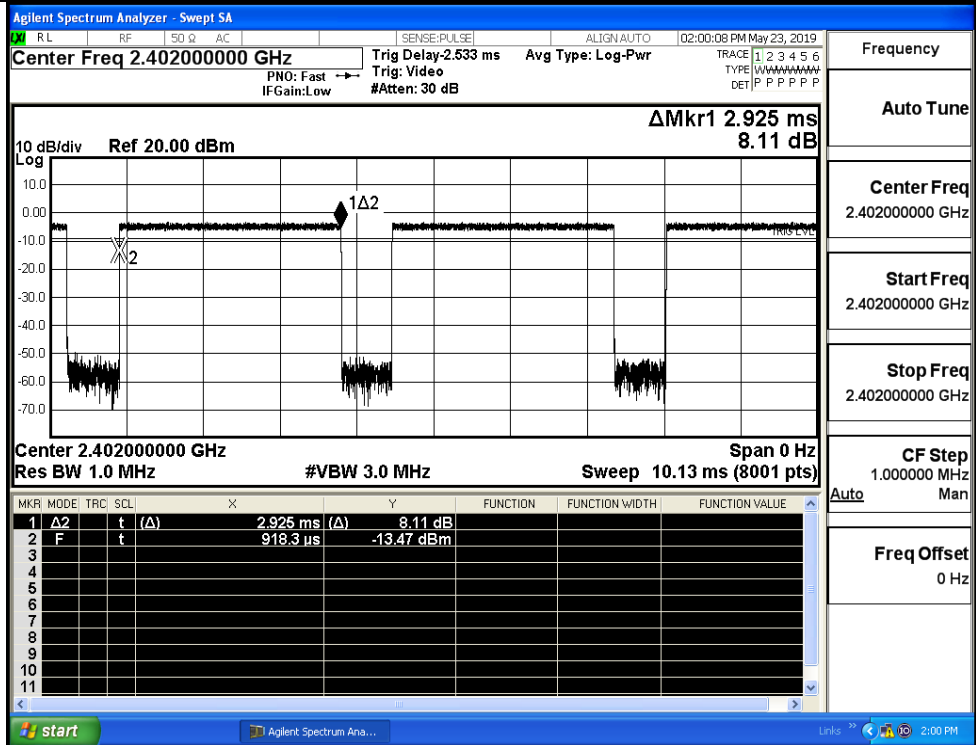 Agilent Spectrum Analyzer - Swept SA
LXI RL RF 50 Ω AC SENSE:PULSE ALIGNAUTO 02:00:08 PM May 23, 2019
Center Freq 2.402000000 GHz
PNO: Fast
IFGain:Low
Trig Delay-2.533 ms
Trig: Video
#Atten: 30 dB
Avg Type: Log-Pwr
TRACE 1 2 3 4 5 6
TYPE WWWWWW
DET P P P P P P
ΔMkr1 2.925 ms
8.11 dB
10 dB/div Ref 20.00 dBm
Log
10.0
0.00
-10.0
-20.0
-30.0
-40.0
-50.0
-60.0
-70.0
1Δ2
2
TRIG LVL
Center 2.402000000 GHz Span 0 Hz
Res BW 1.0 MHz #VBW 3.0 MHz Sweep 10.13 ms (8001 pts)
MKR MODE TRC SCL X Y FUNCTION FUNCTION WIDTH FUNCTION VALUE
1 Δ2 t (Δ) 2.925 ms (Δ) 8.11 dB
2 F t 918.3 µs -13.47 dBm
3
4
5
6
7
8
9
10
11
Frequency
Auto Tune
Center Freq
2.402000000 GHz
Start Freq
2.402000000 GHz
Stop Freq
2.402000000 GHz
CF Step
1.000000 MHz
Auto Man
Freq Offset
0 Hz
start Agilent Spectrum Ana... Links » 2:00 PM